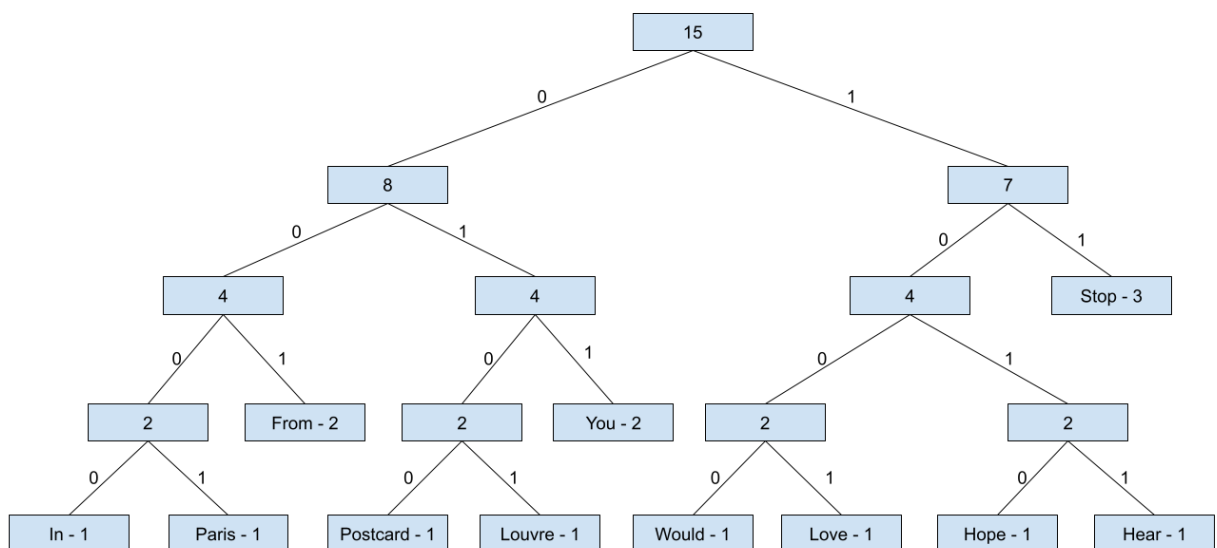 15
0 1
8 7
0 1 0 1
4 4 4 Stop - 3
0 1 0 1 0 1
2 From - 2 2 You - 2 2 2
0 1 0 1 0 1 0 1
In - 1 Paris - 1 Postcard - 1 Louvre - 1 Would - 1 Love - 1 Hope - 1 Hear - 1